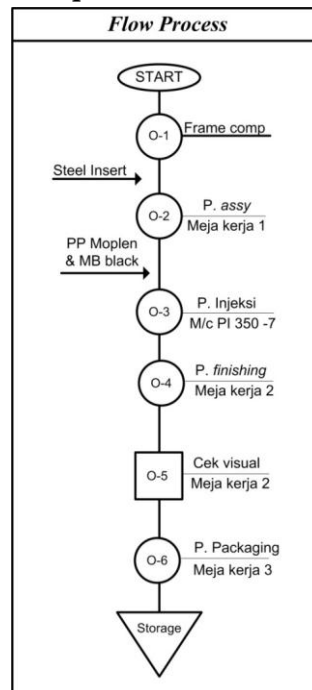 Flow Process
START
O-1
Frame comp
Steel Insert
O-2
P. assy
Meja kerja 1
PP Moplen
& MB black
O-3
P. Injeksi
M/c PI 350 -7
O-4
P. finishing
Meja kerja 2
O-5
Cek visual
Meja kerja 2
O-6
P. Packaging
Meja kerja 3
Storage